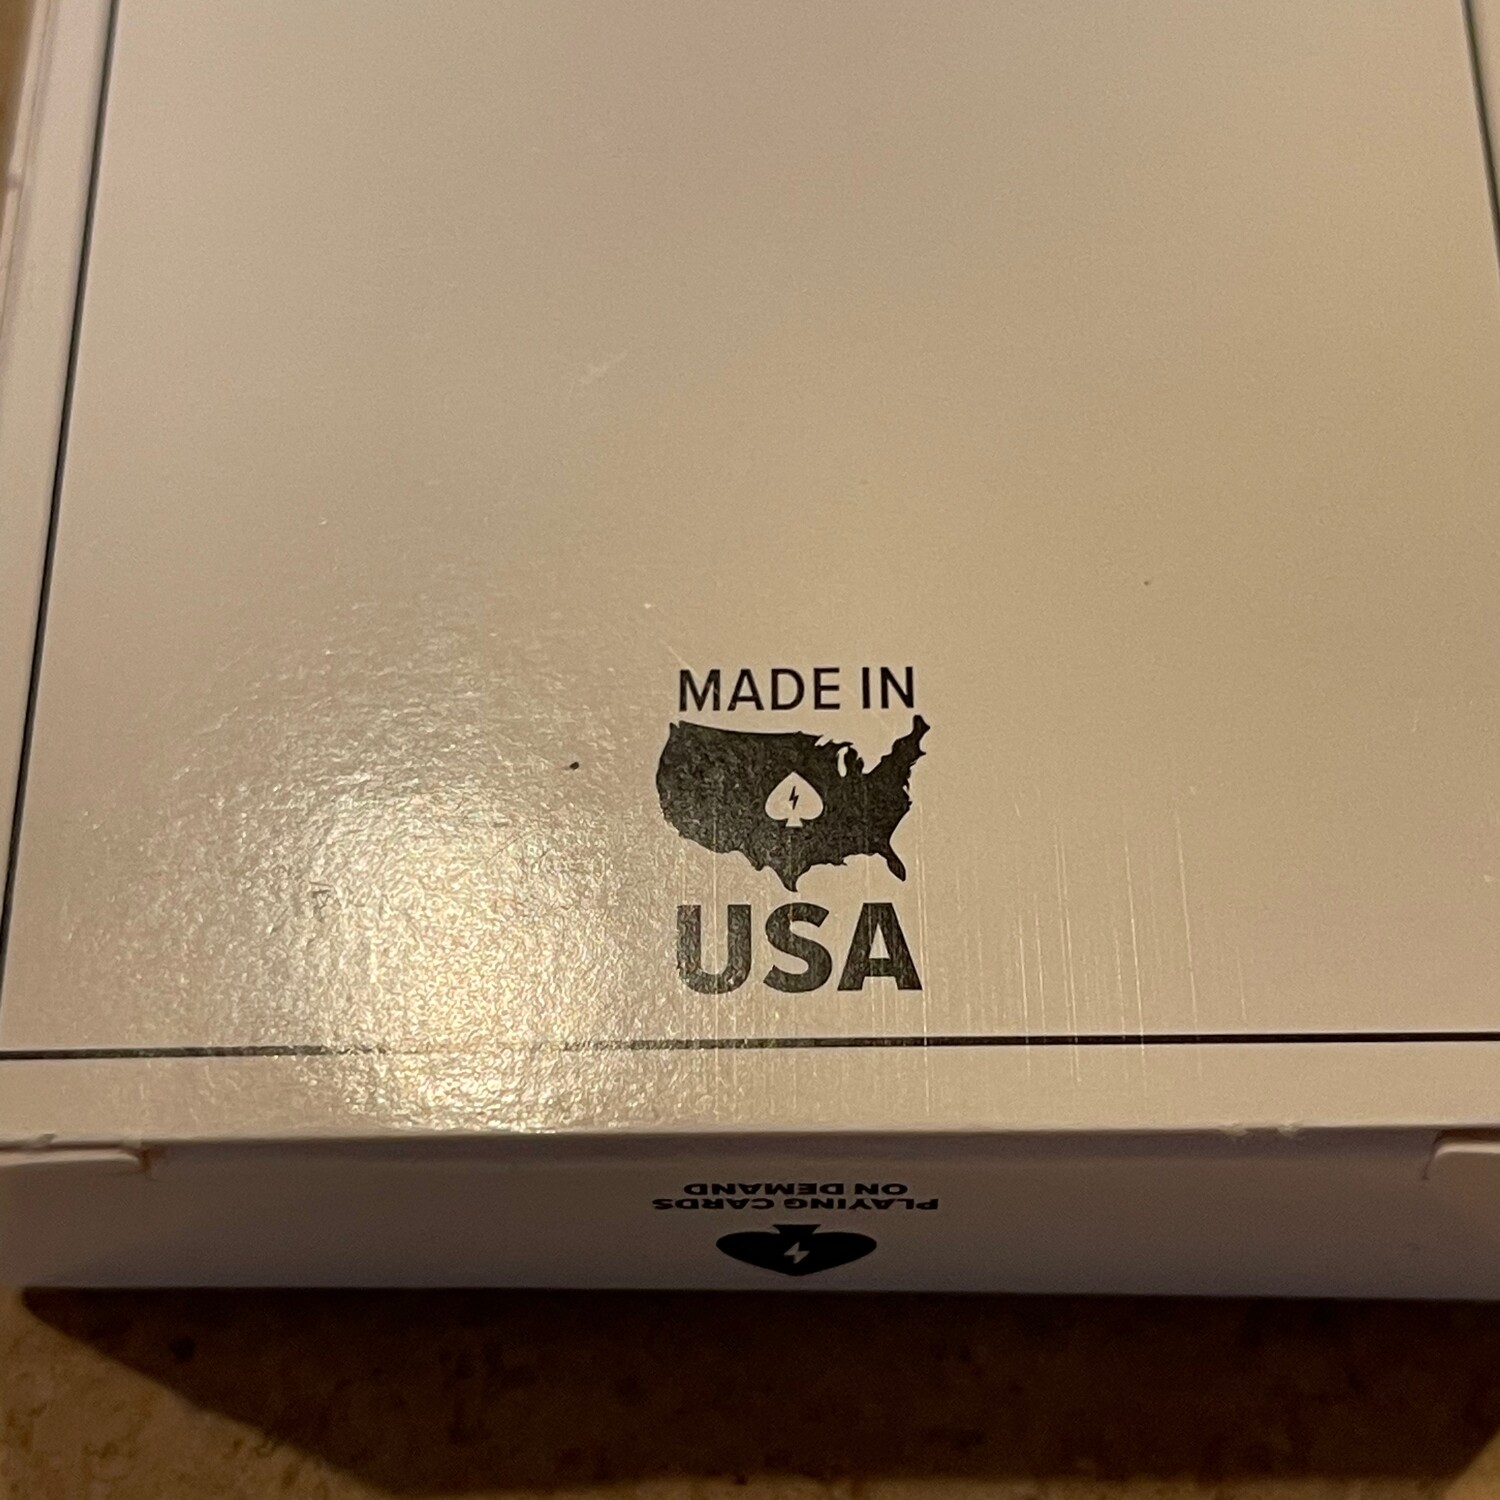 MADE IN
USA
PLAYING CARDS
ON DEMAND